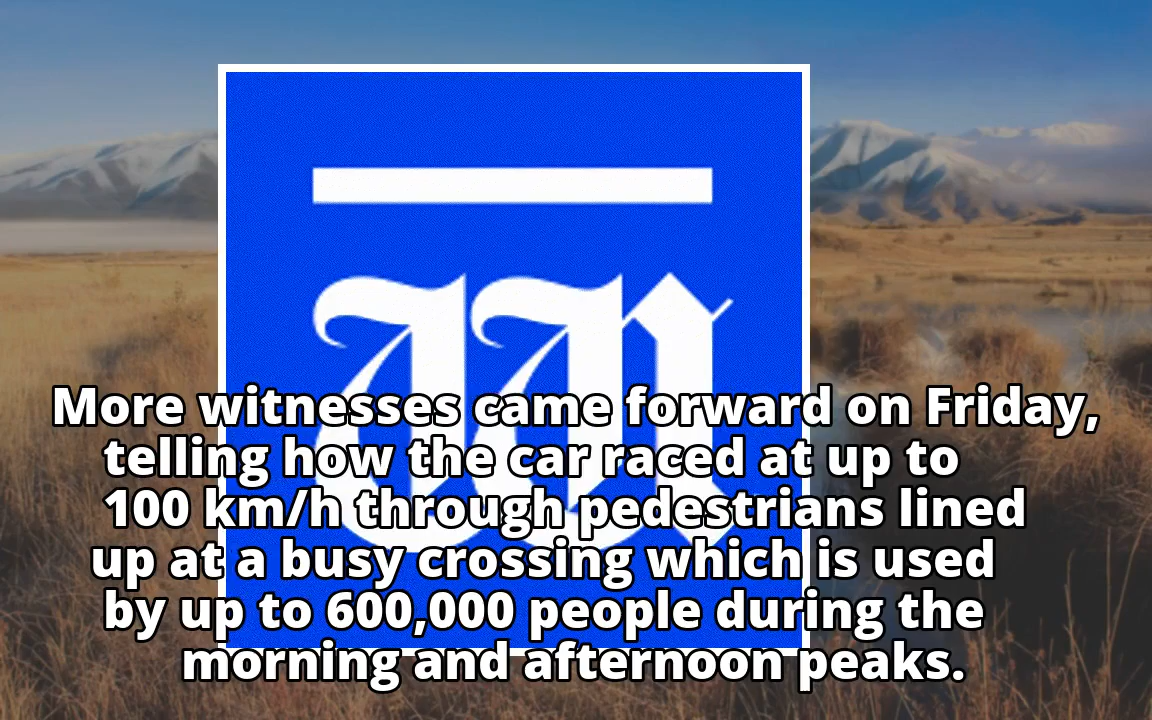 More witnesses came forward on Friday,
telling how the car raced at up to
100 km/h through pedestrians lined
up at a busy crossing which is used
by up to 600,000 people during the
morning and afternoon peaks.